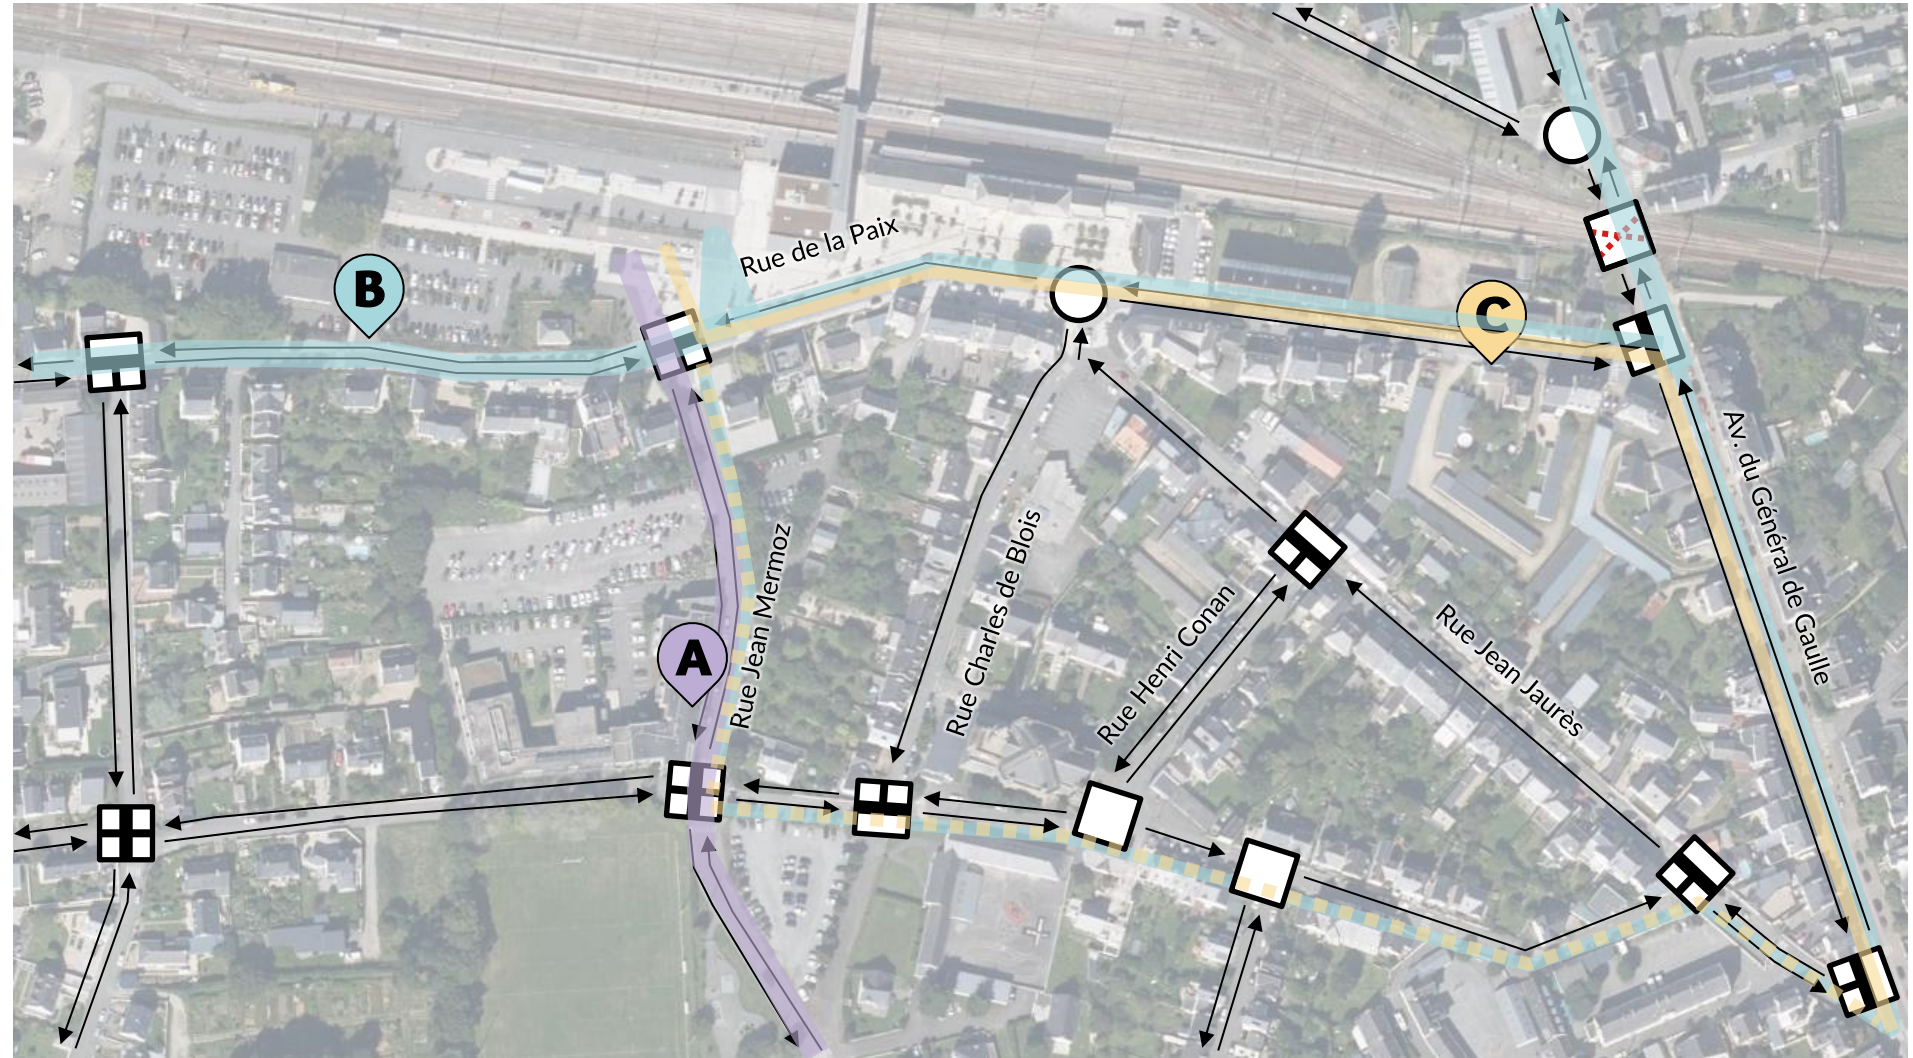 Rue de la Paix
B
C
Av. du Général de Gaulle
Rue Jean Mermoz
A
Rue Charles de Blois
Rue Henri Conan
Rue Jean Jaurès